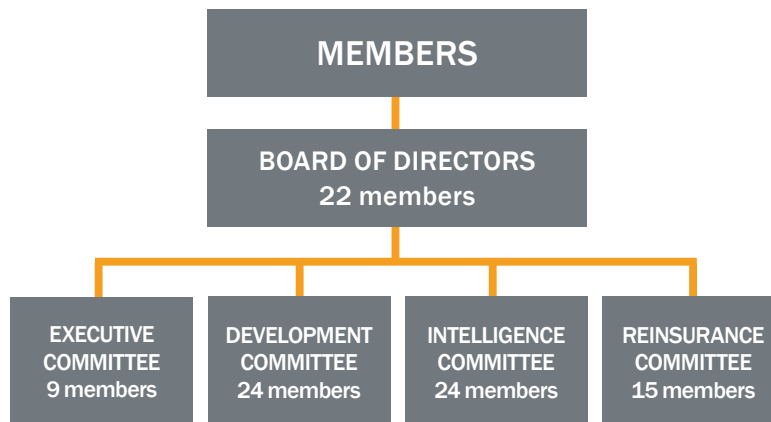 MEMBERS
BOARD OF DIRECTORS
22 members
EXECUTIVE
COMMITTEE
9 members
DEVELOPMENT
COMMITTEE
24 members
INTELLIGENCE
COMMITTEE
24 members
REINSURANCE
COMMITTEE
15 members